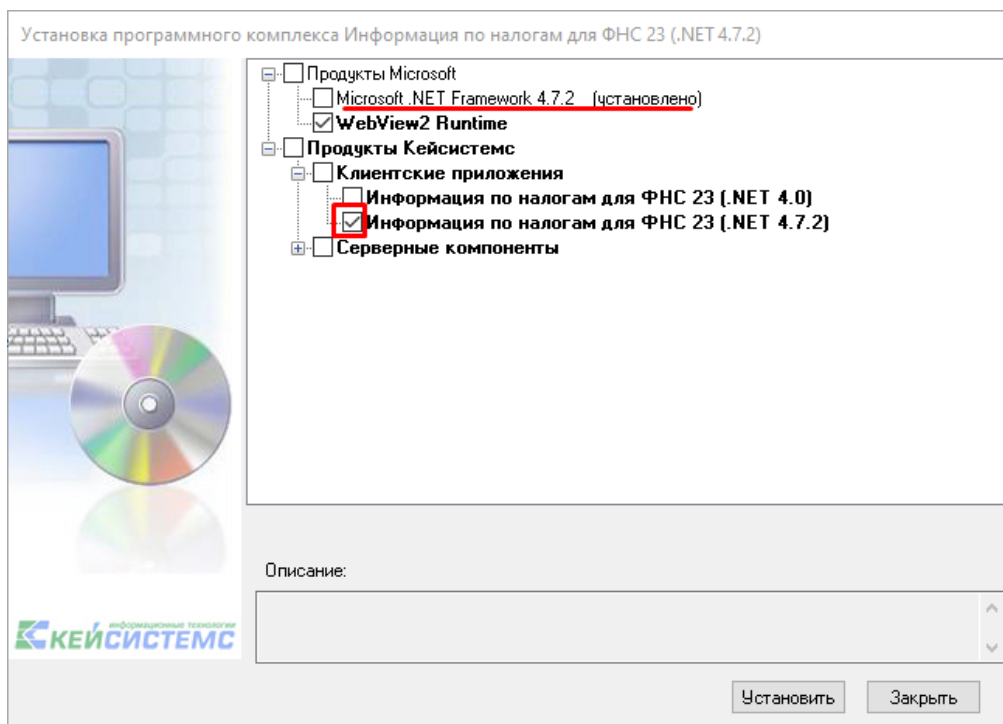 Установка программного комплекса Информация по налогам для ФНС 23 (.NET 4.7.2)
Продукты Microsoft
Microsoft .NET Framework 4.7.2 (установлено)
WebView2 Runtime
Продукты Кейсистемс
Клиентские приложения
Информация по налогам для ФНС 23 (.NET 4.0)
Информация по налогам для ФНС 23 (.NET 4.7.2)
Серверные компоненты
Описание:
информационные технологии
КЕЙСИСТЕМС
Установить Закрыть